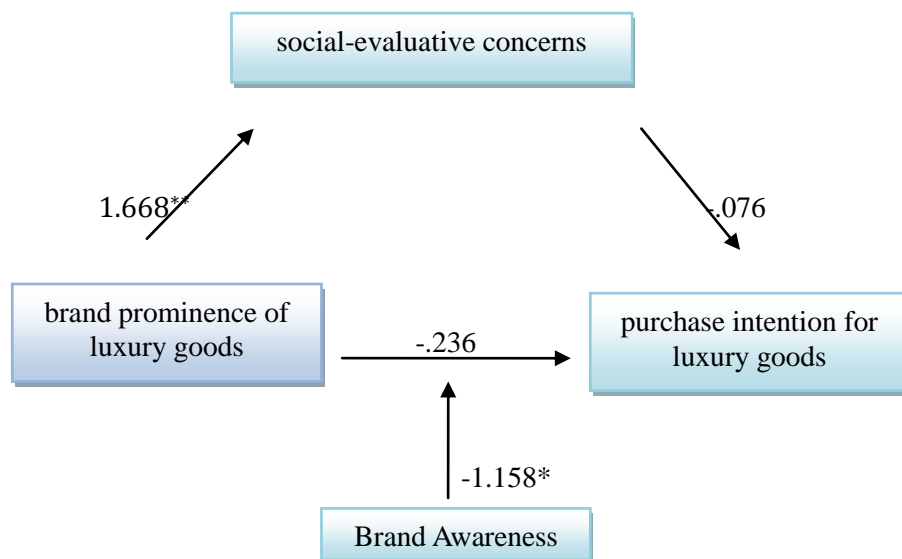 social-evaluative concerns
1.668**
-.076
brand prominence of
luxury goods
-.236
purchase intention for
luxury goods
-1.158*
Brand Awareness